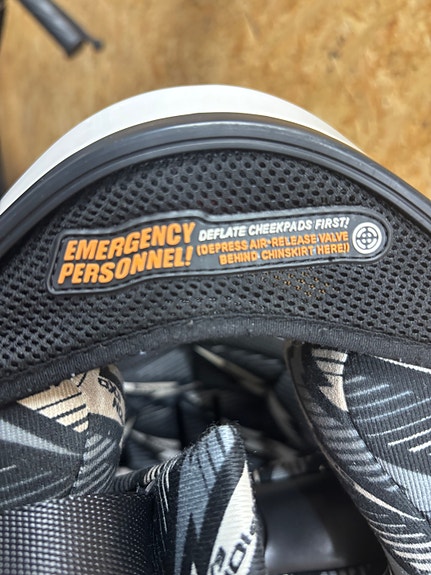 EMERGENCY
PERSONNEL!
DEFLATE CHEEKPADS FIRST!
(DEPRESS AIR-RELEASE VALVE
BEHIND CHINSKIRT HERE!)